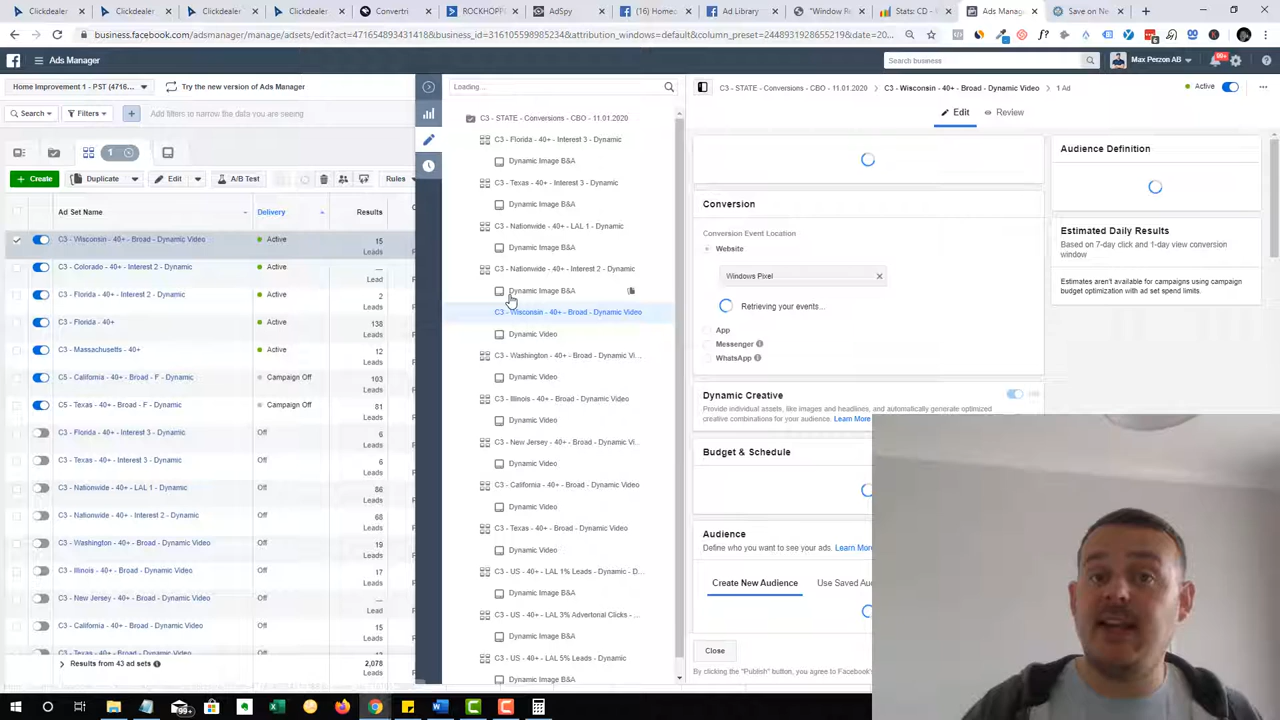 Clickdealer
Clickdealer
Clickdealer
Converti
ROCKHOPP
AdSpy
(16) Home
Ad Library
"Window R
Stats: CD
Ads Manag
Save on Ne
business.facebook.com/adsmanager/manage/adsets/edit
Ads Manager
Search business
Max Perzon AB
99+
Home Improvement 1 - PST (4716...
Try the new version of Ads Manager
Search
Filters
Add filters to narrow the data you are seein
1
Create
Duplicate
Edit
A/B Test
Rules
Ad Set Name
Delivery
Results
C3 - Wisconsin - 40+ - Broad - Dynamic Video
Active
15
Leads
C3 - Colorado - 40+ - Interest 2 - Dynamic
Active
Leads
C3 - Florida - 40+ - Interest 2 - Dynamic
Active
2
Leads
C3 - Florida - 40+
Active
138
Leads
C3 - Massachusetts - 40+
Active
12
Leads
C5 - California - 40+ - Broad - F - Dynamic
Campaign Off
103
Leads
C5 - Texas - 40+ - Broad - F - Dynamic
Campaign Off
81
Leads
C3 - Florida - 40+ - Interest 3 - Dynamic
Off
6
Leads
C3 - Texas - 40+ - Interest 3 - Dynamic
Off
6
Leads
C3 - Nationwide - 40+ - LAL 1 - Dynamic
Off
86
Leads
C3 - Nationwide - 40+ - Interest 2 - Dynamic
Off
68
Leads
C3 - Washington - 40+ - Broad - Dynamic Video
Off
19
Leads
C3 - Illinois - 40+ - Broad - Dynamic Video
Off
17
Leads
C3 - New Jersey - 40+ - Broad - Dynamic Video
Off
—
Lead
C3 - California - 40+ - Broad - Dynamic Video
Off
15
Leads
C3 - Texas - 40+ - Broad - Dynamic Video
Off
Results from 43 ad sets
2,078
Leads
Loading ...
C3 - STATE - Conversions - CBO - 11.01.2020
C3 - Florida - 40+ - Interest 3 - Dynamic
Dynamic Image B&A
C3 - Texas - 40+ - Interest 3 - Dynamic
Dynamic Image B&A
C3 - Nationwide - 40+ - LAL 1 - Dynamic
Dynamic Image B&A
C3 - Nationwide - 40+ - Interest 2 - Dynamic
Dynamic Image B&A
C3 - Wisconsin - 40+ - Broad - Dynamic Video
Dynamic Video
C3 - Washington - 40+ - Broad - Dynamic Vi...
Dynamic Video
C3 - Illinois - 40+ - Broad - Dynamic Video
Dynamic Video
C3 - New Jersey - 40+ - Broad - Dynamic Vi...
Dynamic Video
C3 - California - 40+ - Broad - Dynamic Video
Dynamic Video
C3 - Texas - 40+ - Broad - Dynamic Video
Dynamic Video
C3 - US - 40+ - LAL 1% Leads - Dynamic - D...
Dynamic Image B&A
C3 - US - 40+ - LAL 3% Advertorial Clicks - ...
Dynamic Image B&A
C3 - US - 40+ - LAL 5% Leads - Dynamic
Dynamic Image B&A
C3 - STATE - Conversions - CBO - 11.01.2020 > C3 - Wisconsin - 40+ - Broad - Dynamic Video > 1 Ad
Active
Edit
Review
Conversion
Conversion Event Location
Website
Windows Pixel
Retrieving your events...
App
Messenger
WhatsApp
Dynamic Creative
Provide individual assets, like images and headlines, and automatically generate optimized
creative combinations for your audience. Learn More
Budget & Schedule
Audience
Define who you want to see your ads. Learn More
Create New Audience
Use Saved Aud
Close
By clicking the "Publish" button, you agree to Facebook'
Audience Definition
Estimated Daily Results
Based on 7-day click and 1-day view conversion
window
Estimates aren't available for campaigns using campaign
budget optimization with ad set spend limits.
99+